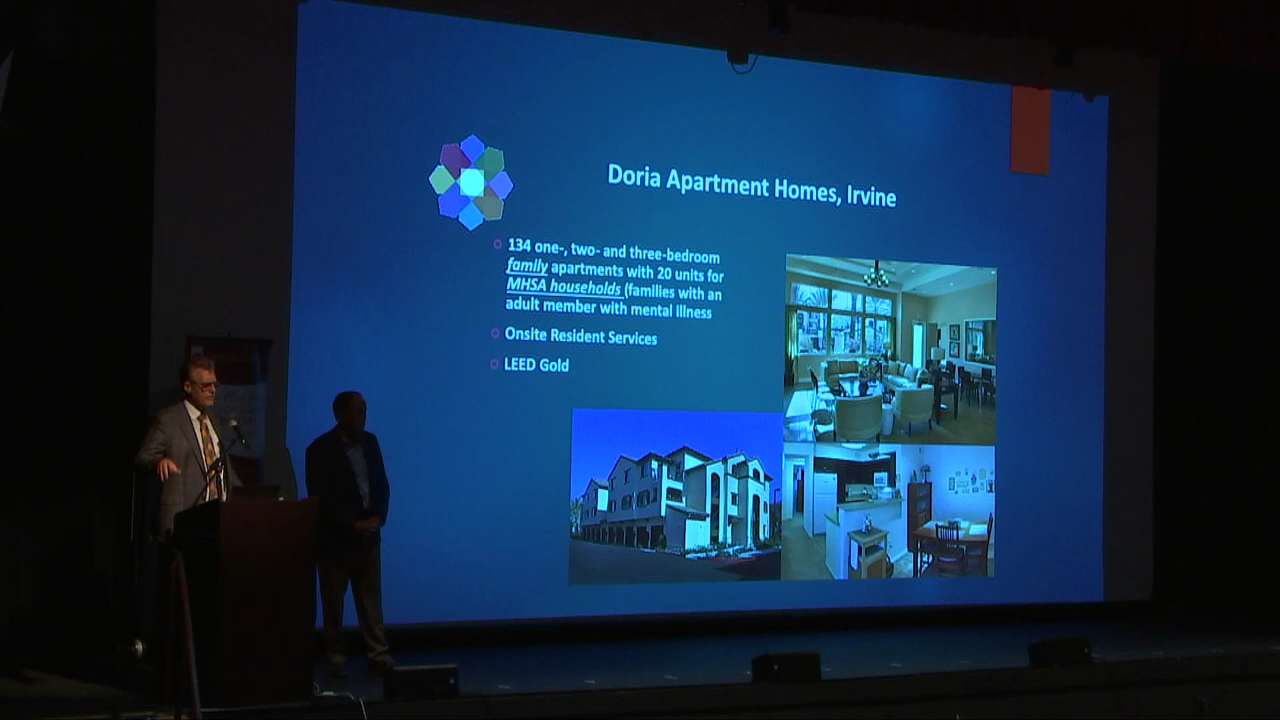 Doria Apartment Homes, Irvine
134 one-, two- and three-bedroom
family apartments with 20 units for
MHSA households (families with an
adult member with mental illness
Onsite Resident Services
LEED Gold